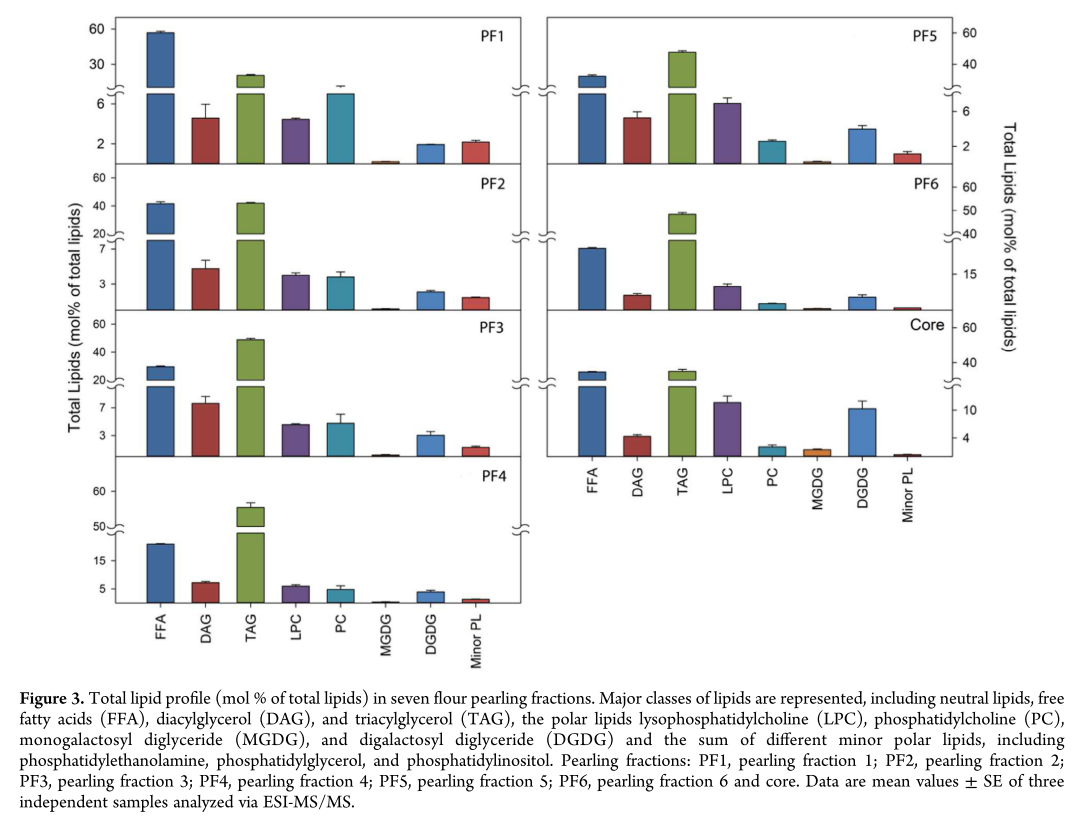 PF1
60
30
6
2
PF2
60
40
20
7
3
PF3
60
40
20
7
3
PF4
60
50
15
5
Total Lipids (mol% of total lipids)
FFA
DAG
TAG
LPC
PC
MGDG
DGDG
Minor PL
PF5
60
40
6
2
PF6
60
50
40
15
Core
60
40
10
4
Total Lipids (mol% of total lipids)
FFA
DAG
TAG
LPC
PC
MGDG
DGDG
Minor PL
Figure 3. Total lipid profile (mol % of total lipids) in seven flour pearling fractions. Major classes of lipids are represented, including neutral lipids, free
fatty acids (FFA), diacylglycerol (DAG), and triacylglycerol (TAG), the polar lipids lysophosphatidylcholine (LPC), phosphatidylcholine (PC),
monogalactosyl diglyceride (MGDG), and digalactosyl diglyceride (DGDG) and the sum of different minor polar lipids, including
phosphatidylethanolamine, phosphatidylglycerol, and phosphatidylinositol. Pearling fractions: PF1, pearling fraction 1; PF2, pearling fraction 2;
PF3, pearling fraction 3; PF4, pearling fraction 4; PF5, pearling fraction 5; PF6, pearling fraction 6 and core. Data are mean values ± SE of three
independent samples analyzed via ESI-MS/MS.